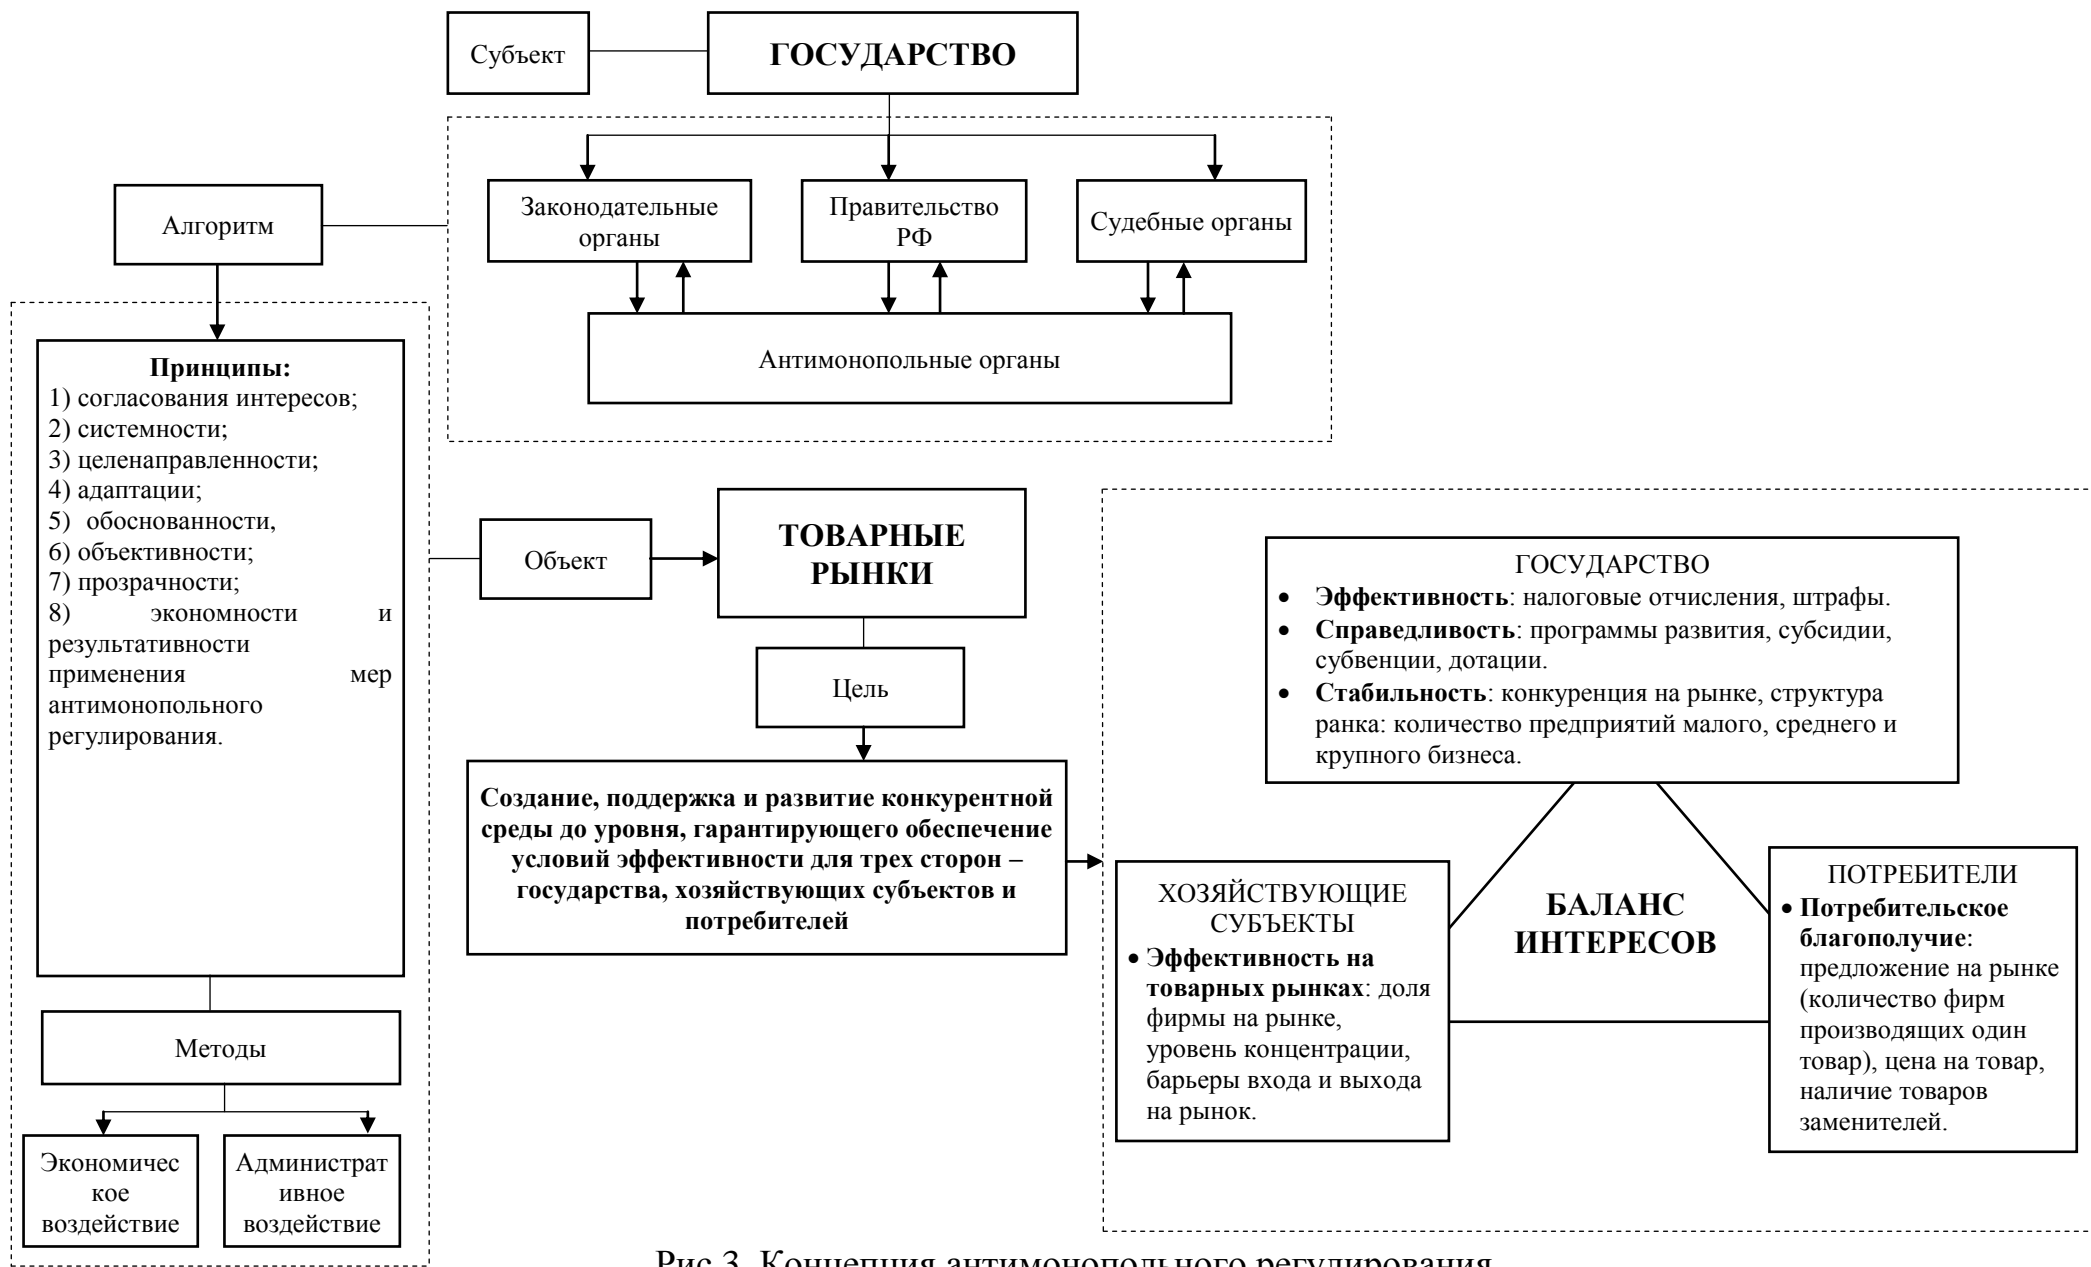 Субъект
ГОСУДАРСТВО
Алгоритм
Законодательные
органы
Правительство
РФ
Судебные органы
Антимонопольные органы
Принципы:
1) согласования интересов;
2) системности;
3) целенаправленности;
4) адаптации;
5) обоснованности,
6) объективности;
7) прозрачности;
8) экономности и
результативности
применения мер
антимонопольного
регулирования.
Методы
Экономичес
кое
воздействие
Администрат
ивное
воздействие
Объект
ТОВАРНЫЕ
РЫНКИ
Цель
Создание, поддержка и развитие конкурентной
среды до уровня, гарантирующего обеспечение
условий эффективности для трех сторон –
государства, хозяйствующих субъектов и
потребителей
ГОСУДАРСТВО
• Эффективность: налоговые отчисления, штрафы.
• Справедливость: программы развития, субсидии,
субвенции, дотации.
• Стабильность: конкуренция на рынке, структура
ранка: количество предприятий малого, среднего и
крупного бизнеса.
ХОЗЯЙСТВУЮЩИЕ
СУБЪЕКТЫ
• Эффективность на
товарных рынках: доля
фирмы на рынке,
уровень концентрации,
барьеры входа и выхода
на рынок.
БАЛАНС
ИНТЕРЕСОВ
ПОТРЕБИТЕЛИ
• Потребительское
благополучие:
предложение на рынке
(количество фирм
производящих один
товар), цена на товар,
наличие товаров
заменителей.
Рис.3. Концепция антимонопольного регулирования